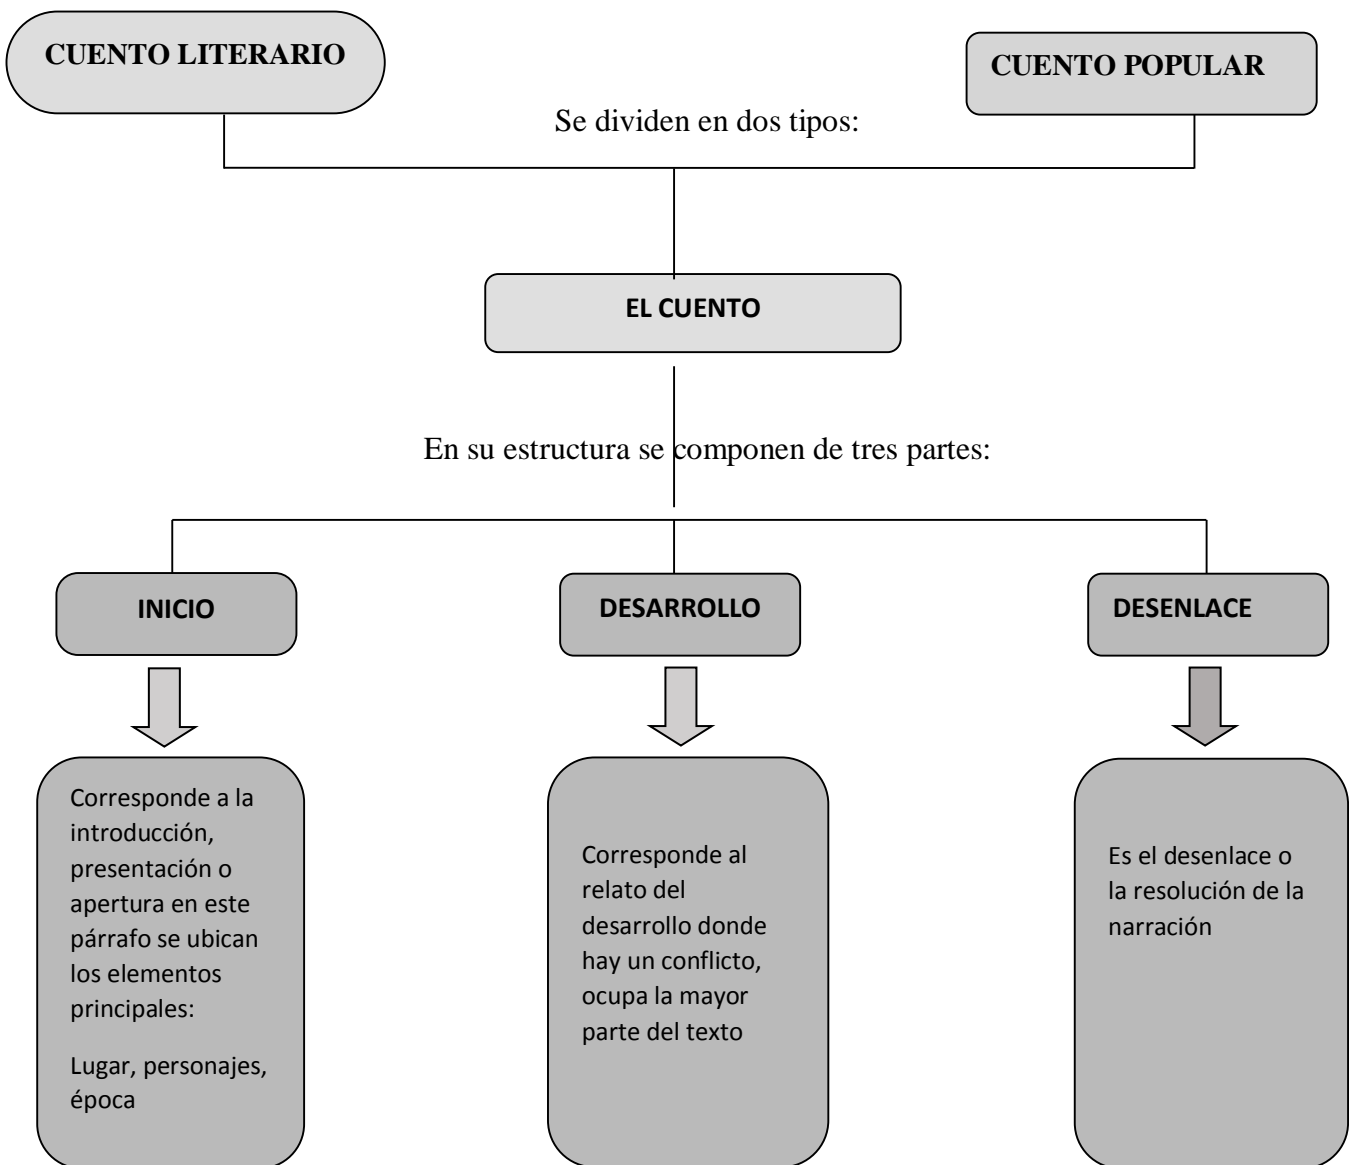 CUENTO LITERARIO
CUENTO POPULAR
Se dividen en dos tipos:
EL CUENTO
En su estructura se componen de tres partes:
INICIO
DESARROLLO
DESENLACE
Corresponde a la
introducción,
presentación o
apertura en este
párrafo se ubican
los elementos
principales:
Lugar, personajes,
época
Corresponde al
relato del
desarrollo donde
hay un conflicto,
ocupa la mayor
parte del texto
Es el desenlace o
la resolución de la
narración